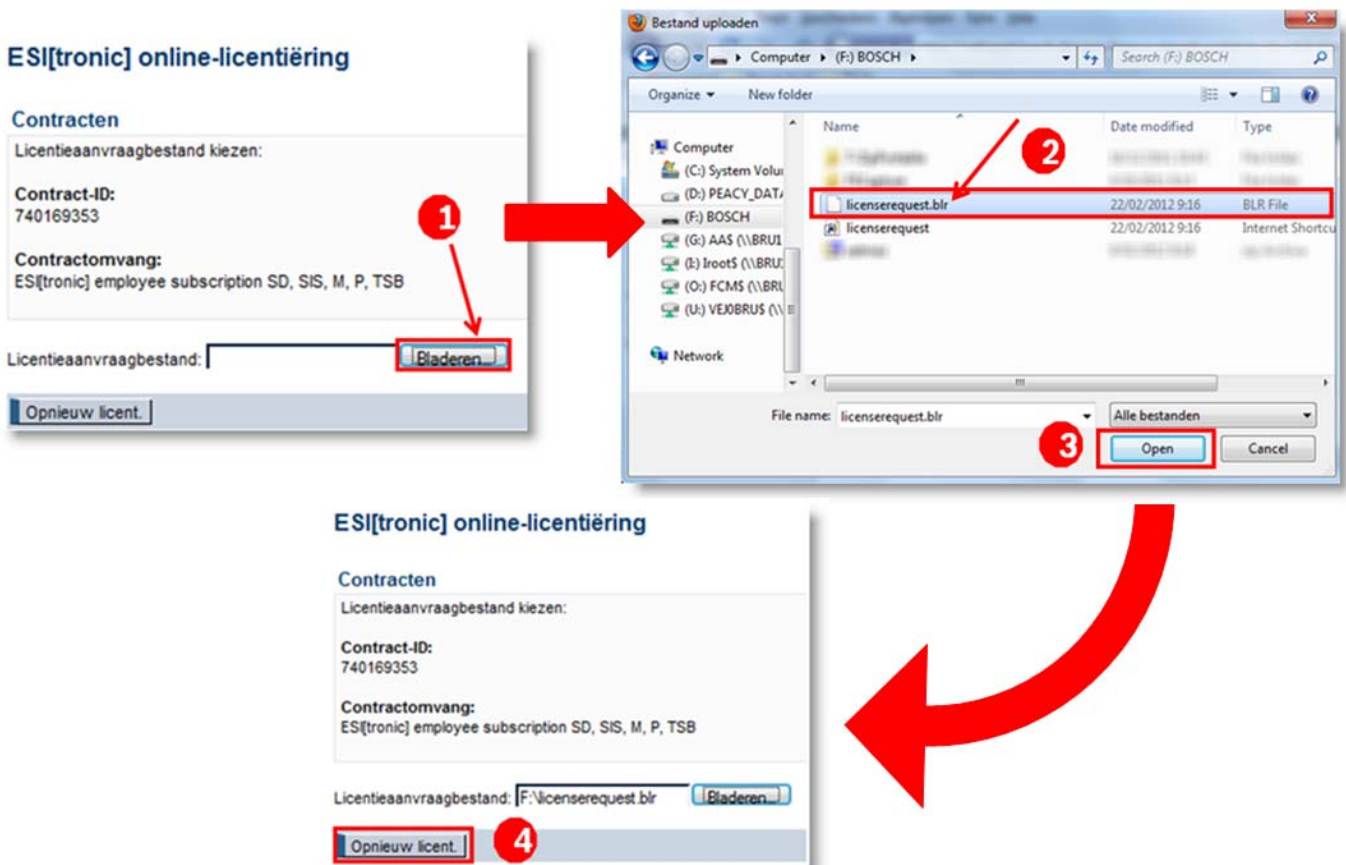 ESI[tronic] online-licentiëring
Contracten
Licentieaanvraagbestand kiezen:
Contract-ID:
740169353
Contractomvang:
ESI[tronic] employee subscription SD, SIS, M, P, TSB
Licentieaanvraagbestand:
Bladeren...
Opnieuw licent.
1
Bestand uploaden
Computer
(F:) BOSCH
Search (F:) BOSCH
Organize
New folder
Name
Date modified
Type
Computer
(C:) System Volu
(D:) PEACY_DATA
(F:) BOSCH
(G:) AA$ (\\BRU1
(I:) Iroot$ (\\BRU
(O:) FCM$ (\\BRU
(U:) VEJ0BRU$ (\\
Network
2
licenserequest.blr 22/02/2012 9:16 BLR File
licenserequest 22/02/2012 9:16 Internet Shortcu
File name: licenserequest.blr
Alle bestanden
3
Open
Cancel
ESI[tronic] online-licentiëring
Contracten
Licentieaanvraagbestand kiezen:
Contract-ID:
740169353
Contractomvang:
ESI[tronic] employee subscription SD, SIS, M, P, TSB
Licentieaanvraagbestand: F:\licenserequest.blr Bladeren...
Opnieuw licent.
4